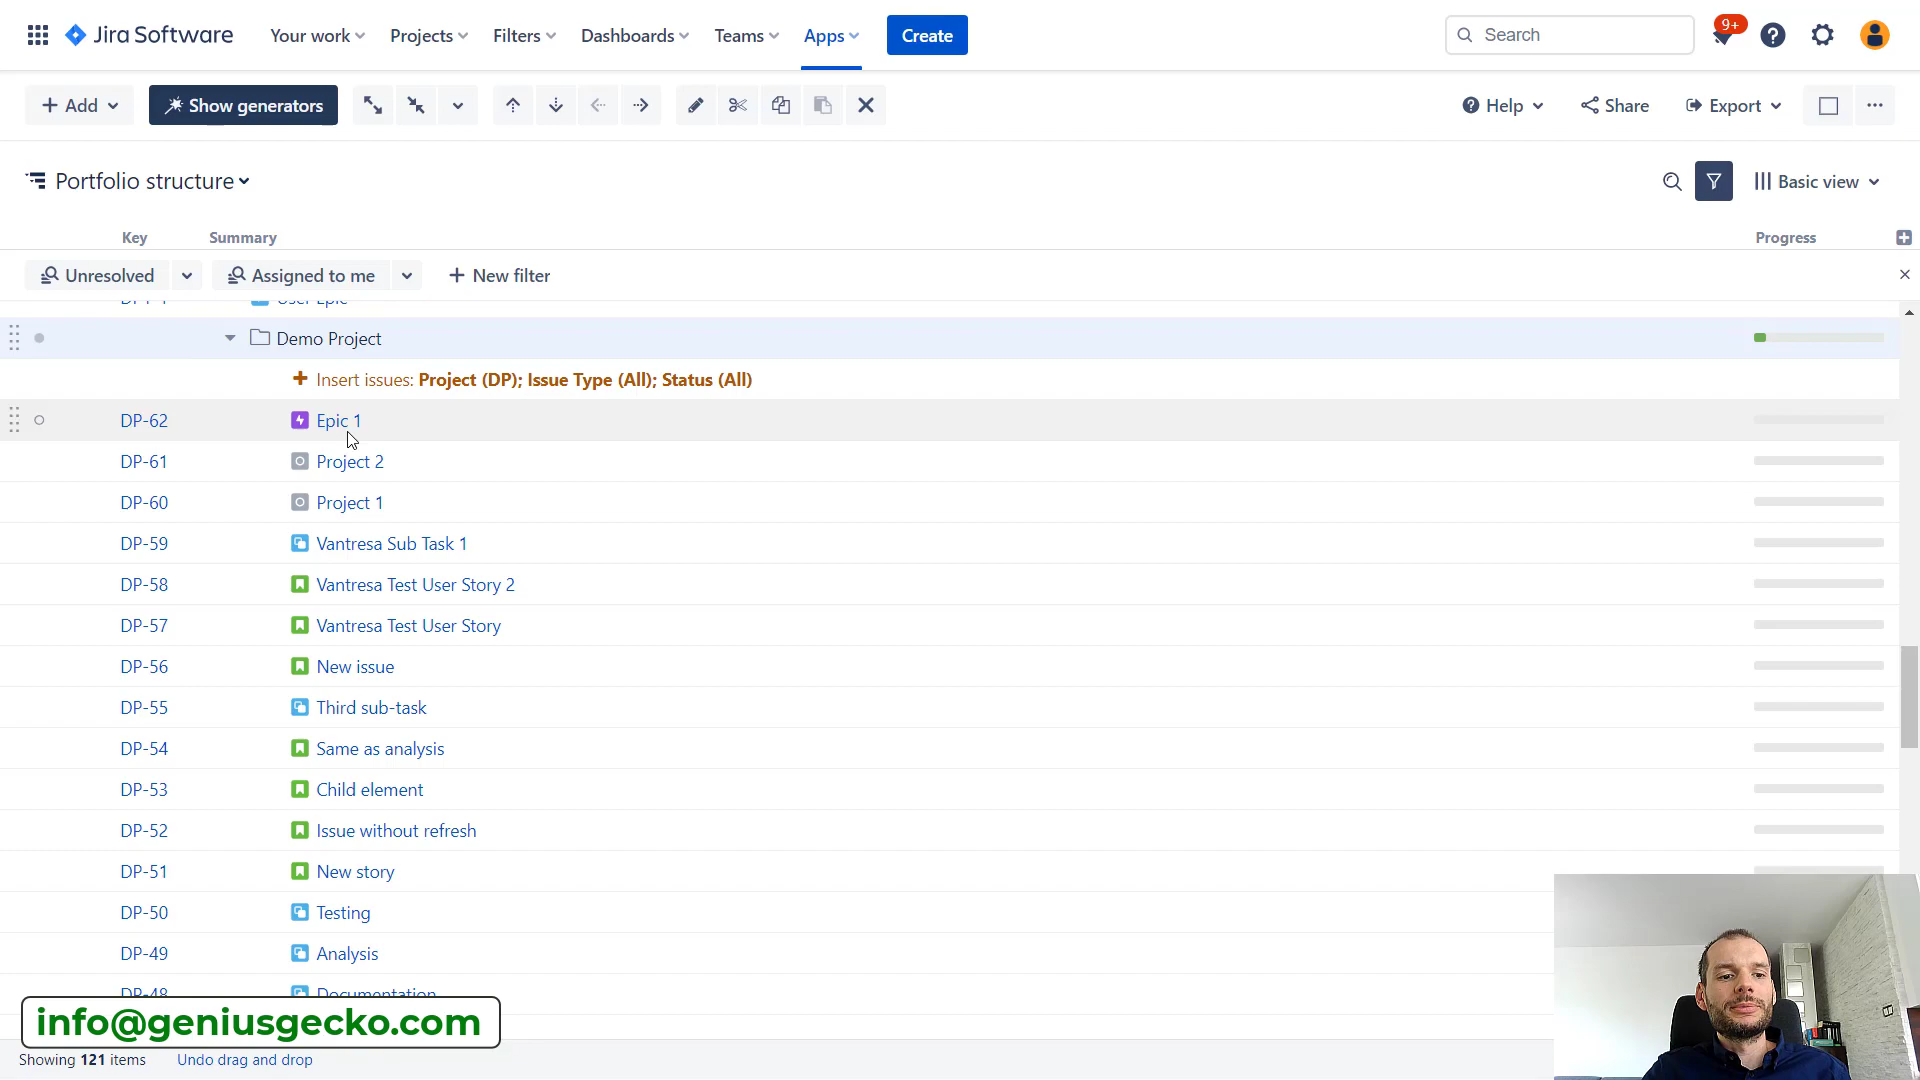 Jira Software Your work Projects Filters Dashboards Teams Apps Create Search 9+
Add Show generators Help Share Export
Portfolio structure Basic view
Key Summary Progress
Unresolved Assigned to me New filter
User Epic
Demo Project
Insert issues: Project (DP); Issue Type (All); Status (All)
DP-62 Epic 1
DP-61 Project 2
DP-60 Project 1
DP-59 Vantresa Sub Task 1
DP-58 Vantresa Test User Story 2
DP-57 Vantresa Test User Story
DP-56 New issue
DP-55 Third sub-task
DP-54 Same as analysis
DP-53 Child element
DP-52 Issue without refresh
DP-51 New story
DP-50 Testing
DP-49 Analysis
DP-48 Documentation
info@geniusgecko.com
Showing 121 items Undo drag and drop